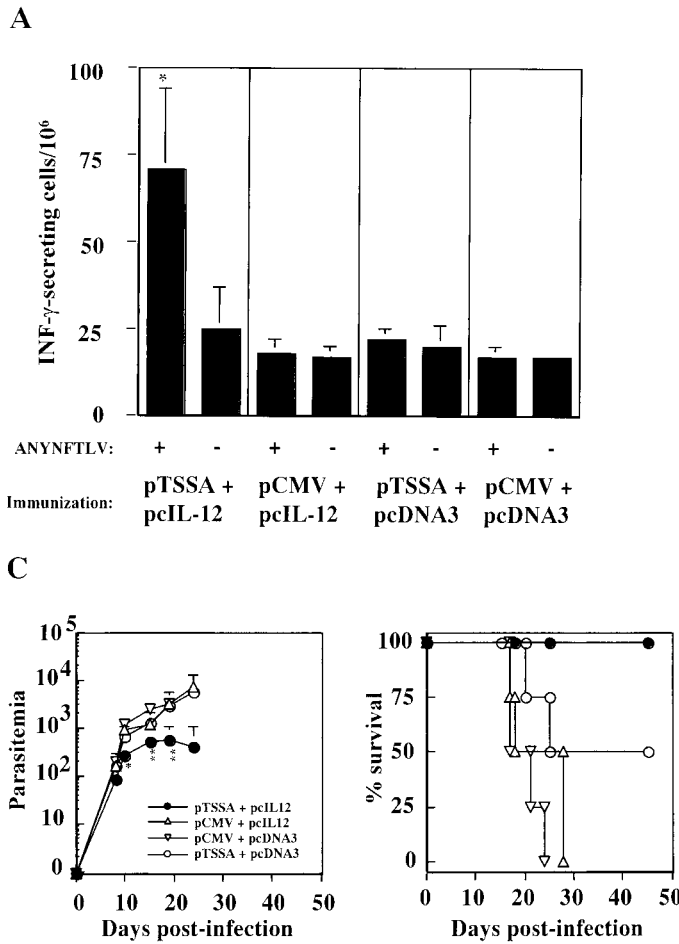 A
INF-γ-secreting cells/10⁶
100
75
50
25
0
*
ANYNFTLV: + - + - + - + -
Immunization: pTSSA + pcIL-12 pCMV + pcIL-12 pTSSA + pcDNA3 pCMV + pcDNA3
C
Parasitemia
10⁵
10⁴
10³
10²
10
0
* ** **
pTSSA + pcIL12
pCMV + pcIL12
pCMV + pcDNA3
pTSSA + pcDNA3
0 10 20 30 40 50
Days post-infection
% survival
100
75
50
25
0
0 10 20 30 40 50
Days post-infection